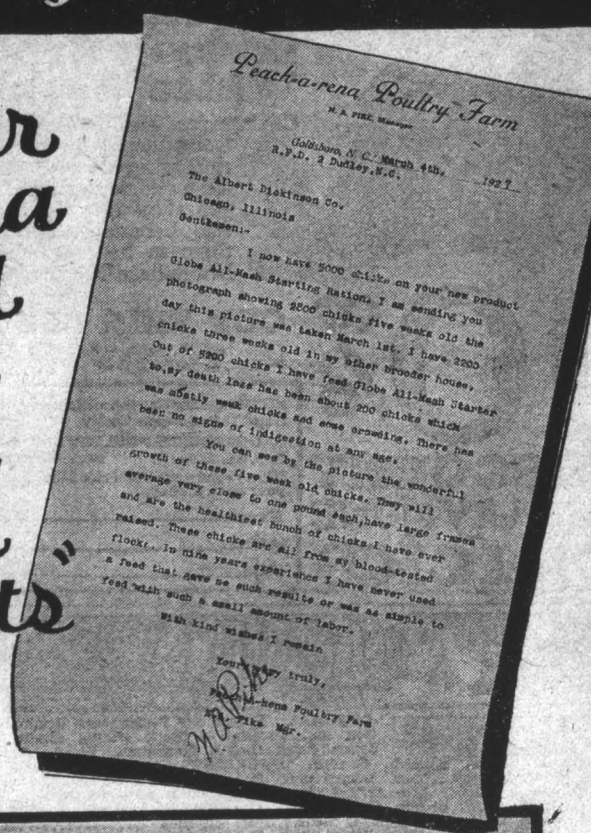 r
a
ts"
Peach-a-rena Poultry Farm
N. A. PIKE, Manager
Goldsboro, N. C., March 4th, 1927
R.F.D. 2 Dudley, N.C.
The Albert Dickinson Co.
Chicago, Illinois
Gentlemen:-
I now have 5000 chicks on your new product
Globe All-Mash Starting Ration. I am sending you
photograph showing 2800 chicks five weeks old the
day this picture was taken March 1st. I have 2200
chicks three weeks old in my other brooder house.
Out of 5200 chicks I have feed Globe All-Mash Starter
to, my death loss has been about 200 chicks which
was mostly weak chicks and some crowding. There has
been no signs of indigestion at any age.
You can see by the picture the wonderful
growth of these five week old chicks. They will
average very close to one pound each, have large frames
and are the healthiest bunch of chicks I have ever
raised. These chicks are all from my blood-tested
flock. In nine years experience I have never used
a feed that gave me such results or was as simple to
feed with such a small amount of labor.
With kind wishes I remain
Your very truly,
Poultry Farm
N A Pike
Pike Mgr.